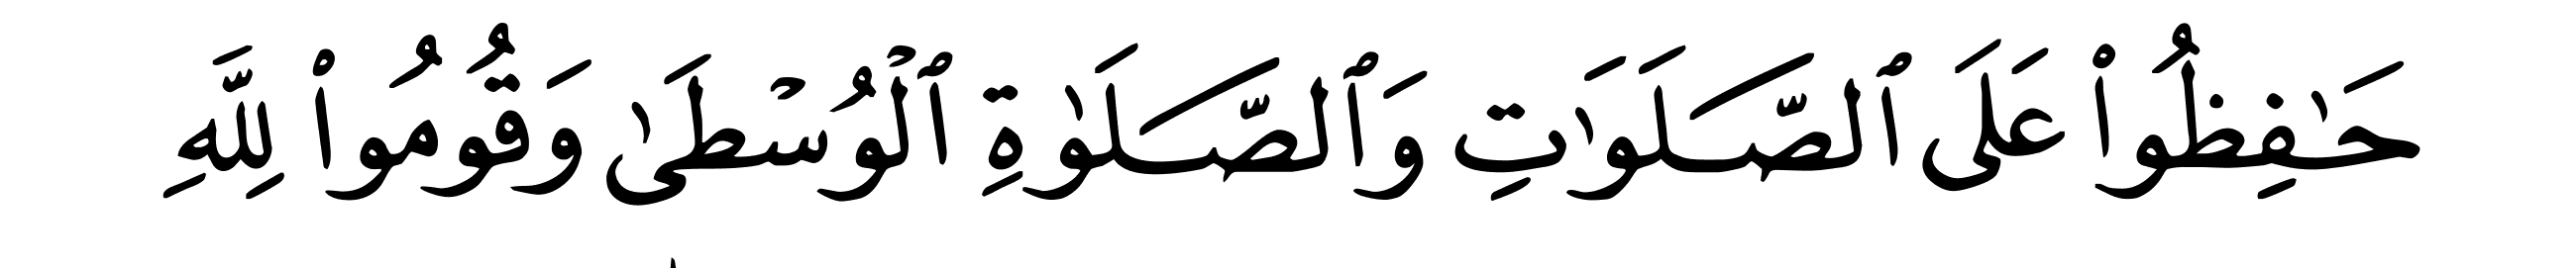 حَٰفِظُوا۟ عَلَى ٱلصَّلَوَٰتِ وَٱلصَّلَوٰةِ ٱلْوُسْطَىٰ وَقُومُوا۟ لِلَّهِ